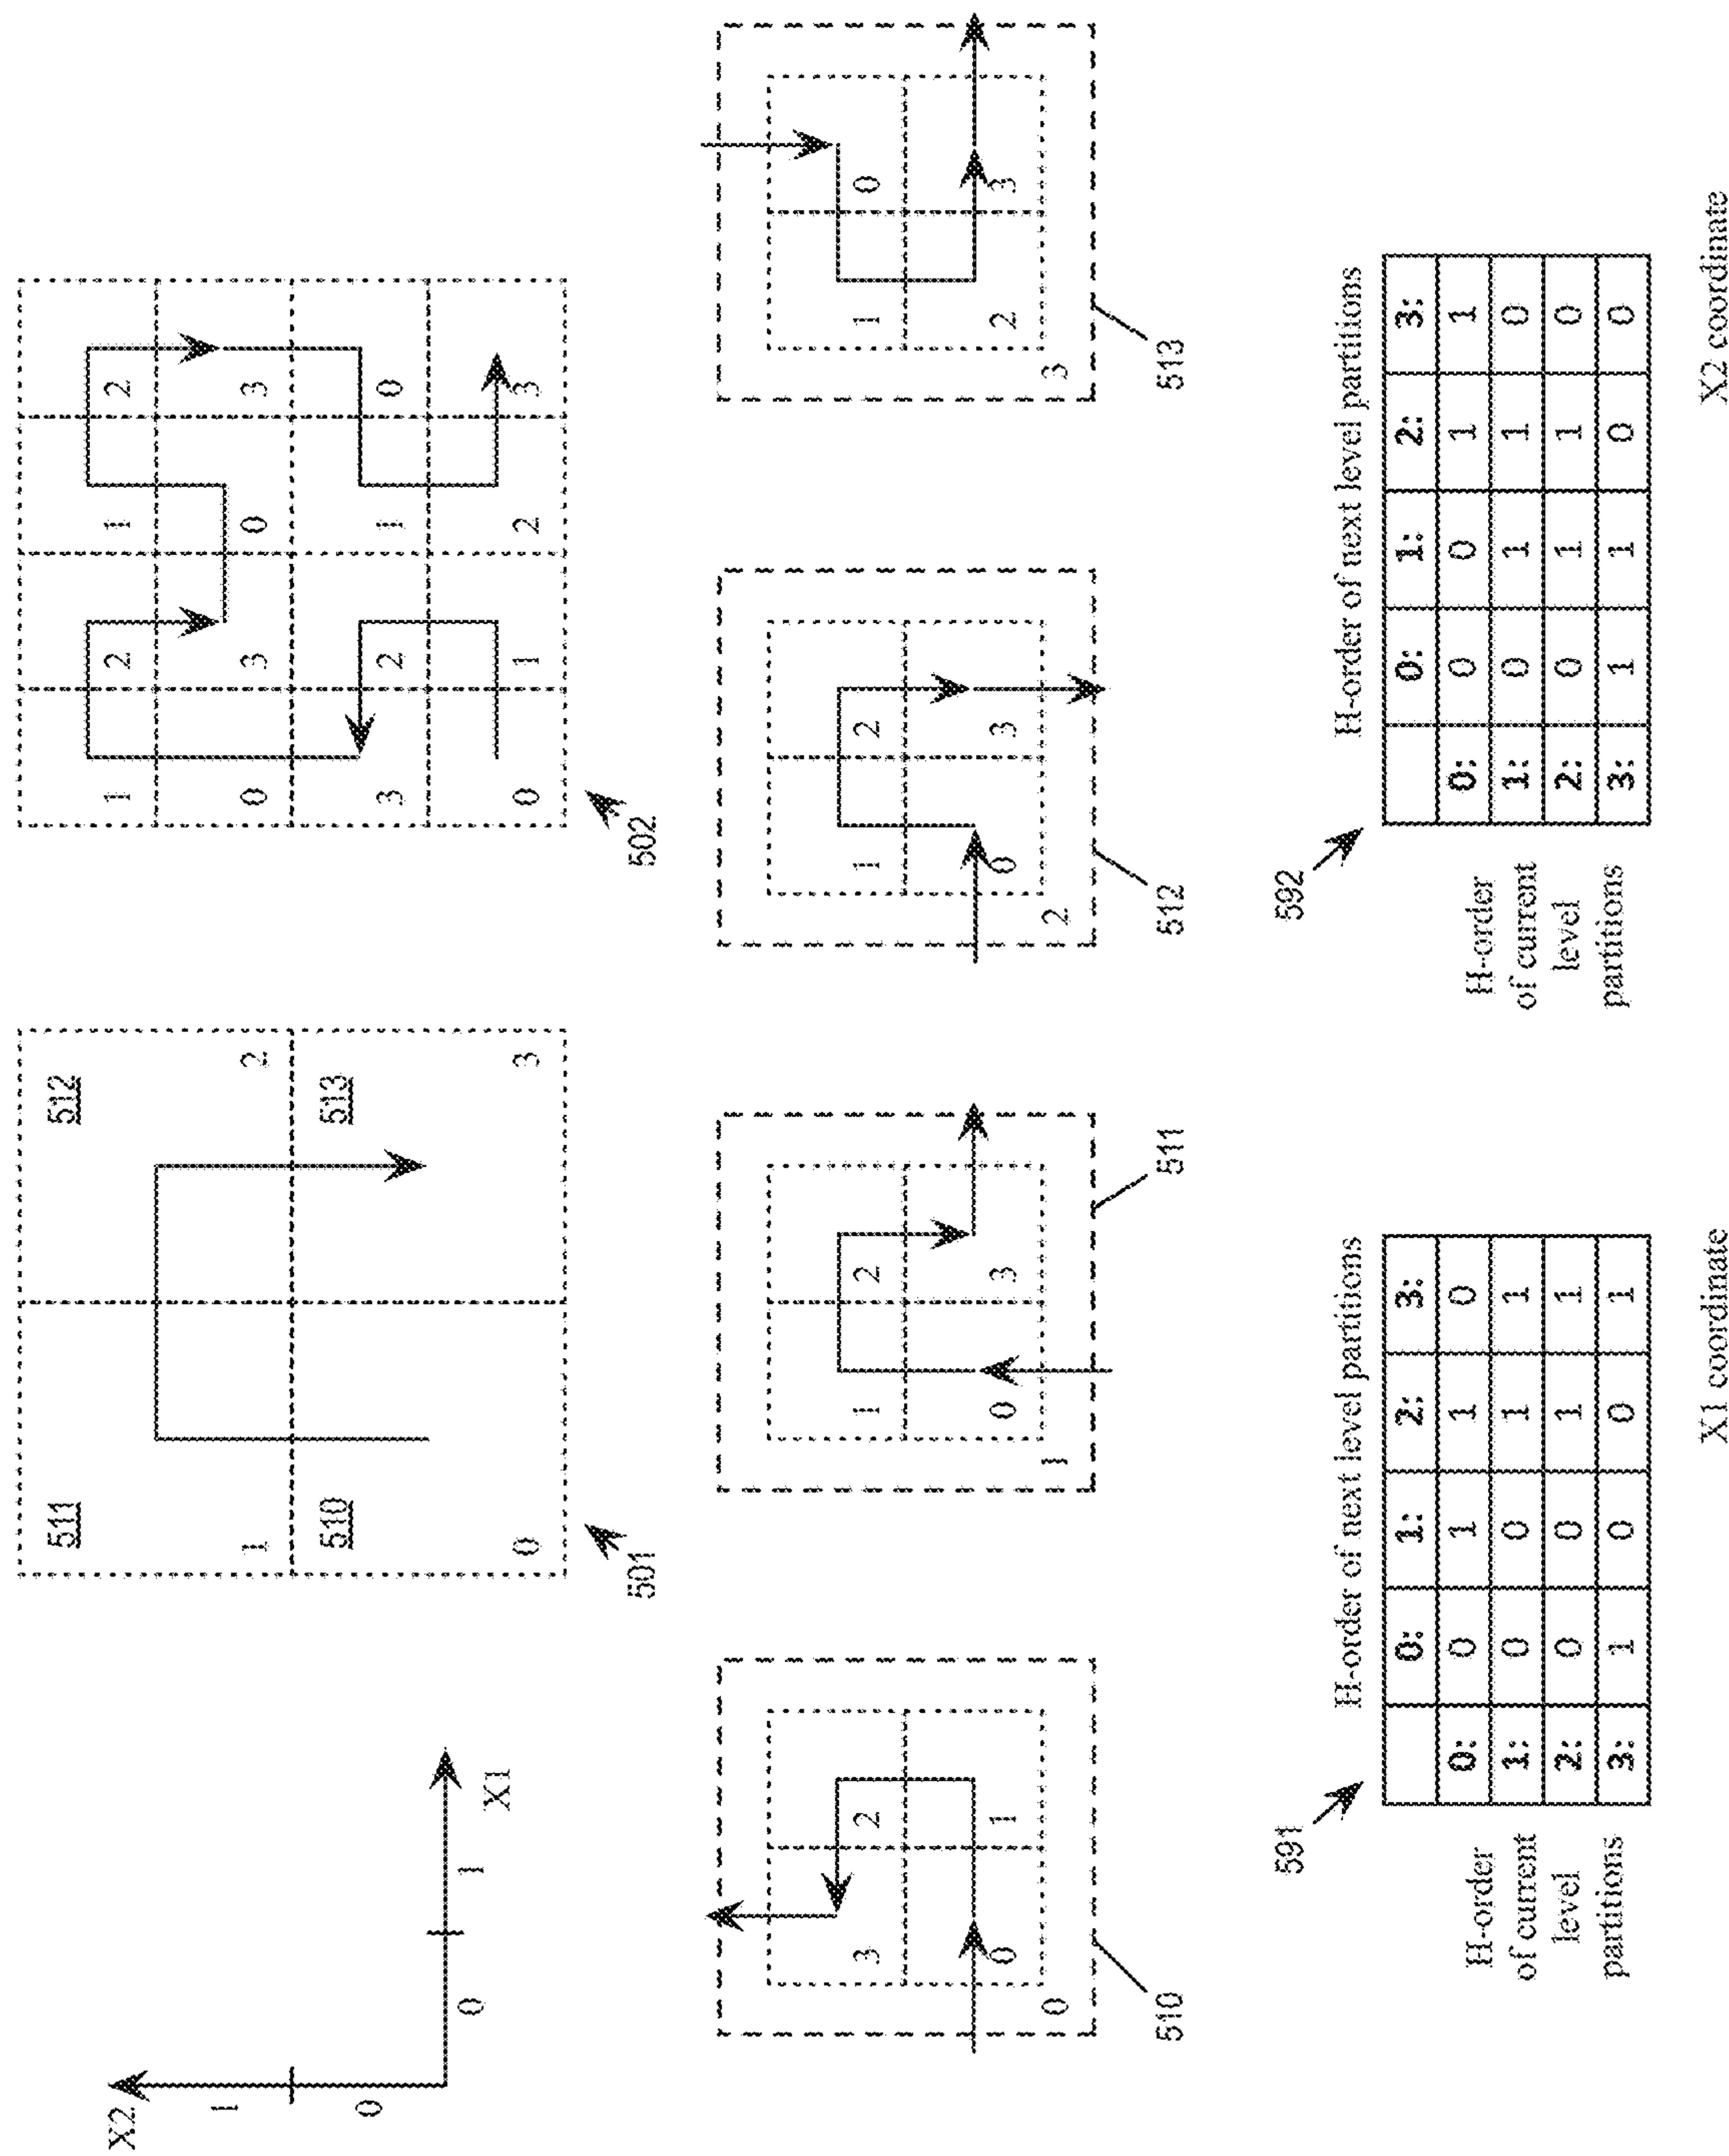 X2
1
0
0 1
X1
511 512
1 2
510 513
0 3
501
1 2 1 2
0 3 0 3
3 2 1 0
0 1 2 3
502
3 2
0 1
0
510
1 2
0 3
1
511
1 2
0 3
2
512
1 0
2 3
3
513
591
H-order of next level partitions
H-order
of current
level
partitions
0: 1: 2: 3:
0: 0 1 1 0
1: 0 0 1 1
2: 0 0 1 1
3: 1 0 0 1
X1 coordinate
592
H-order of next level partitions
H-order
of current
level
partitions
0: 1: 2: 3:
0: 0 0 1 1
1: 0 1 1 0
2: 0 1 1 0
3: 1 1 0 0
X2 coordinate